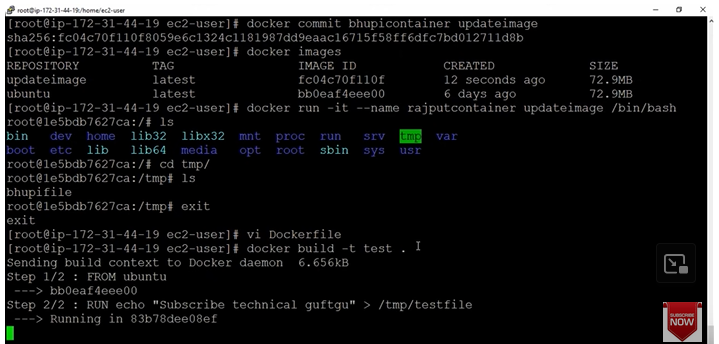 root@ip-172-31-44-19:/home/ec2-user
[root@ip-172-31-44-19 ec2-user]# docker commit bhupicontainer updateimage
sha256:fc04c70f110f8059e6c1324c1181987dd9eaac16715f58ff6dfc7bd012711d8b
[root@ip-172-31-44-19 ec2-user]# docker images
REPOSITORY TAG IMAGE ID CREATED SIZE
updateimage latest fc04c70f110f 12 seconds ago 72.9MB
ubuntu latest bb0eaf4eee00 6 days ago 72.9MB
[root@ip-172-31-44-19 ec2-user]# docker run -it --name rajputcontainer updateimage /bin/bash
root@1e5bdb7627ca:/# ls
bin dev home lib32 libx32 mnt proc run srv tmp var
boot etc lib lib64 media opt root sbin sys usr
root@1e5bdb7627ca:/# cd tmp/
root@1e5bdb7627ca:/tmp# ls
bhupifile
root@1e5bdb7627ca:/tmp# exit
exit
[root@ip-172-31-44-19 ec2-user]# vi Dockerfile
[root@ip-172-31-44-19 ec2-user]# docker build -t test .
Sending build context to Docker daemon 6.656kB
Step 1/2 : FROM ubuntu
---> bb0eaf4eee00
Step 2/2 : RUN echo "Subscribe technical guftgu" > /tmp/testfile
---> Running in 83b78dee08ef
SUBSCRIBE
NOW